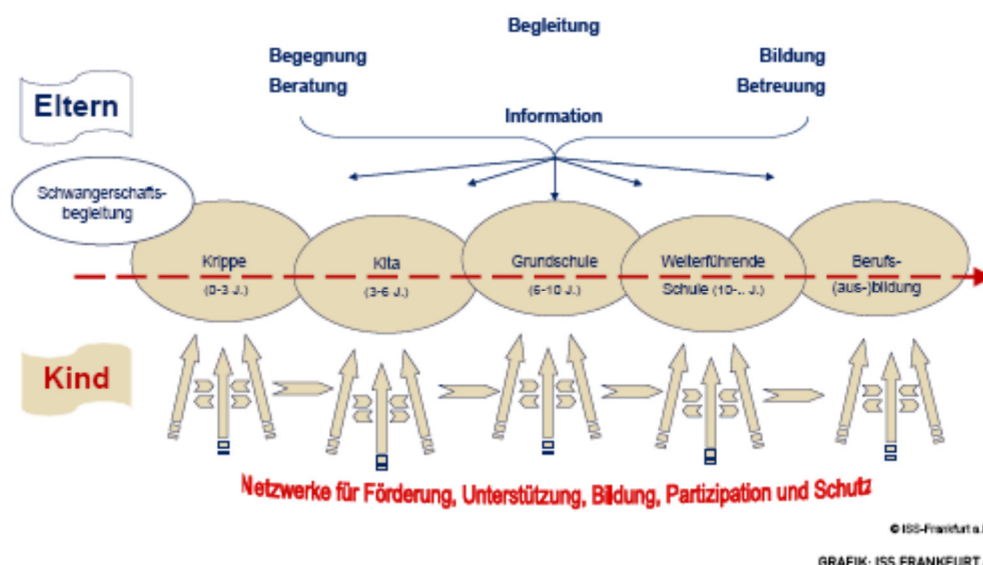 Begleitung
Begegnung
Bildung
Beratung
Betreuung
Eltern
Information
Schwangerschafts-
begleitung
Krippe
(0-3 J.)
Kita
(3-6 J.)
Grundschule
(6-10 J.)
Weiterführende
Schule (10-.. J.)
Berufs-
(aus-)bildung
Kind
Netzwerke für Förderung, Unterstützung, Bildung, Partizipation und Schutz
© ISS-Frankfurt a.
GRAFIK: ISS FRANKFURT